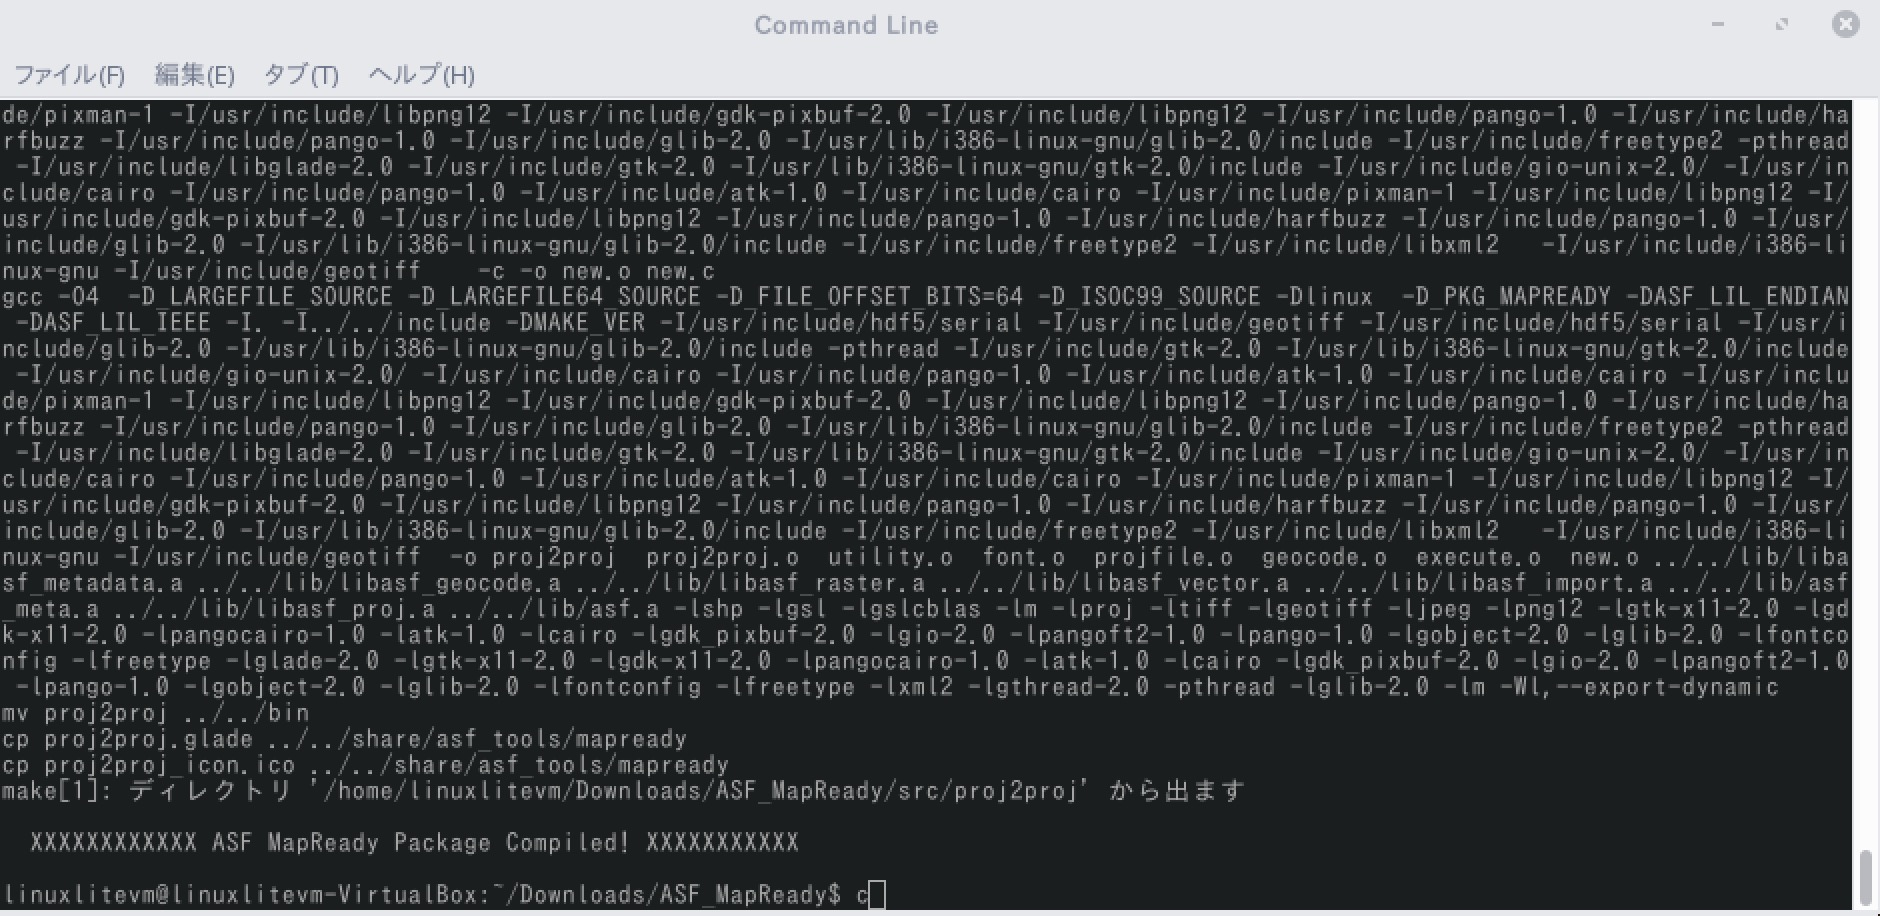 Command Line
ファイル(F) 編集(E) タブ(T) ヘルプ(H)
de/pixman-1 -I/usr/include/libpng12 -I/usr/include/gdk-pixbuf-2.0 -I/usr/include/libpng12 -I/usr/include/pango-1.0 -I/usr/include/ha
rfbuzz -I/usr/include/pango-1.0 -I/usr/include/glib-2.0 -I/usr/lib/i386-linux-gnu/glib-2.0/include -I/usr/include/freetype2 -pthread
 -I/usr/include/libglade-2.0 -I/usr/include/gtk-2.0 -I/usr/lib/i386-linux-gnu/gtk-2.0/include -I/usr/include/gio-unix-2.0/ -I/usr/in
clude/cairo -I/usr/include/pango-1.0 -I/usr/include/atk-1.0 -I/usr/include/cairo -I/usr/include/pixman-1 -I/usr/include/libpng12 -I/
usr/include/gdk-pixbuf-2.0 -I/usr/include/libpng12 -I/usr/include/pango-1.0 -I/usr/include/harfbuzz -I/usr/include/pango-1.0 -I/usr/
include/glib-2.0 -I/usr/lib/i386-linux-gnu/glib-2.0/include -I/usr/include/freetype2 -I/usr/include/libxml2   -I/usr/include/i386-li
nux-gnu -I/usr/include/geotiff    -c -o new.o new.c
gcc -O4  -D_LARGEFILE_SOURCE -D_LARGEFILE64_SOURCE -D_FILE_OFFSET_BITS=64 -D_ISOC99_SOURCE -Dlinux  -D_PKG_MAPREADY -DASF_LIL_ENDIAN
 -DASF_LIL_IEEE -I. -I../../include -DMAKE_VER -I/usr/include/hdf5/serial -I/usr/include/geotiff -I/usr/include/hdf5/serial -I/usr/i
nclude/glib-2.0 -I/usr/lib/i386-linux-gnu/glib-2.0/include -pthread -I/usr/include/gtk-2.0 -I/usr/lib/i386-linux-gnu/gtk-2.0/include
 -I/usr/include/gio-unix-2.0/ -I/usr/include/cairo -I/usr/include/pango-1.0 -I/usr/include/atk-1.0 -I/usr/include/cairo -I/usr/inclu
de/pixman-1 -I/usr/include/libpng12 -I/usr/include/gdk-pixbuf-2.0 -I/usr/include/libpng12 -I/usr/include/pango-1.0 -I/usr/include/ha
rfbuzz -I/usr/include/pango-1.0 -I/usr/include/glib-2.0 -I/usr/lib/i386-linux-gnu/glib-2.0/include -I/usr/include/freetype2 -pthread
 -I/usr/include/libglade-2.0 -I/usr/include/gtk-2.0 -I/usr/lib/i386-linux-gnu/gtk-2.0/include -I/usr/include/gio-unix-2.0/ -I/usr/in
clude/cairo -I/usr/include/pango-1.0 -I/usr/include/atk-1.0 -I/usr/include/cairo -I/usr/include/pixman-1 -I/usr/include/libpng12 -I/
usr/include/gdk-pixbuf-2.0 -I/usr/include/libpng12 -I/usr/include/pango-1.0 -I/usr/include/harfbuzz -I/usr/include/pango-1.0 -I/usr/
include/glib-2.0 -I/usr/lib/i386-linux-gnu/glib-2.0/include -I/usr/include/freetype2 -I/usr/include/libxml2   -I/usr/include/i386-li
nux-gnu -I/usr/include/geotiff  -o proj2proj  proj2proj.o  utility.o  font.o  projfile.o  geocode.o  execute.o  new.o ../../lib/liba
sf_metadata.a ../../lib/libasf_geocode.a ../../lib/libasf_raster.a ../../lib/libasf_vector.a ../../lib/libasf_import.a ../../lib/asf
_meta.a ../../lib/libasf_proj.a ../../lib/asf.a -lshp -lgsl -lgslcblas -lm -lproj -ltiff -lgeotiff -ljpeg -lpng12 -lgtk-x11-2.0 -lgd
k-x11-2.0 -lpangocairo-1.0 -latk-1.0 -lcairo -lgdk_pixbuf-2.0 -lgio-2.0 -lpangoft2-1.0 -lpango-1.0 -lgobject-2.0 -lglib-2.0 -lfontco
nfig -lfreetype -lglade-2.0 -lgtk-x11-2.0 -lgdk-x11-2.0 -lpangocairo-1.0 -latk-1.0 -lcairo -lgdk_pixbuf-2.0 -lgio-2.0 -lpangoft2-1.0
 -lpango-1.0 -lgobject-2.0 -lglib-2.0 -lfontconfig -lfreetype -lxml2 -lgthread-2.0 -pthread -lglib-2.0 -lm -Wl,--export-dynamic
mv proj2proj ../../bin
cp proj2proj.glade ../../share/asf_tools/mapready
cp proj2proj_icon.ico ../../share/asf_tools/mapready
make[1]: ディレクトリ '/home/linuxlitevm/Downloads/ASF_MapReady/src/proj2proj' から出ます
  XXXXXXXXXXXX ASF MapReady Package Compiled! XXXXXXXXXXX
linuxlitevm@linuxlitevm-VirtualBox:~/Downloads/ASF_MapReady$ c